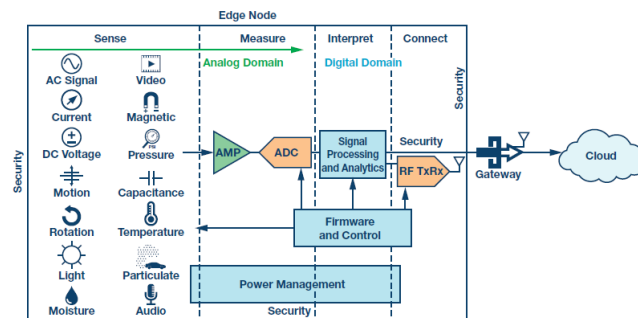 Edge Node
Sense
Measure
Interpret
Connect
Analog Domain
Digital Domain
AC Signal
Video
Current
Magnetic
DC Voltage
Pressure
Motion
Capacitance
Rotation
Temperature
Light
Particulate
Moisture
Audio
Security
AMP
ADC
Signal
Processing
and Analytics
Security
RF TxRx
Security
Gateway
Cloud
Firmware
and Control
Power Management
Security